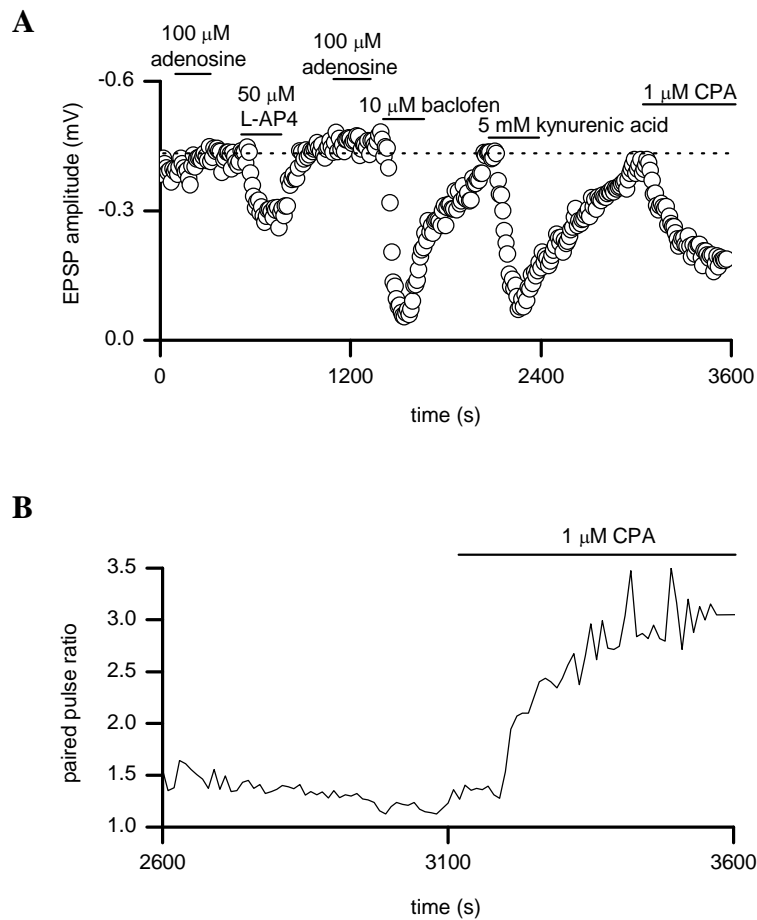 A
100 μM
adenosine
50 μM
L-AP4
100 μM
adenosine
10 μM baclofen
5 mM kynurenic acid
1 μM CPA
EPSP amplitude (mV)
-0.6
-0.3
0.0
0 1200 2400 3600
time (s)
B
1 μM CPA
paired pulse ratio
3.5
3.0
2.5
2.0
1.5
1.0
2600 3100 3600
time (s)